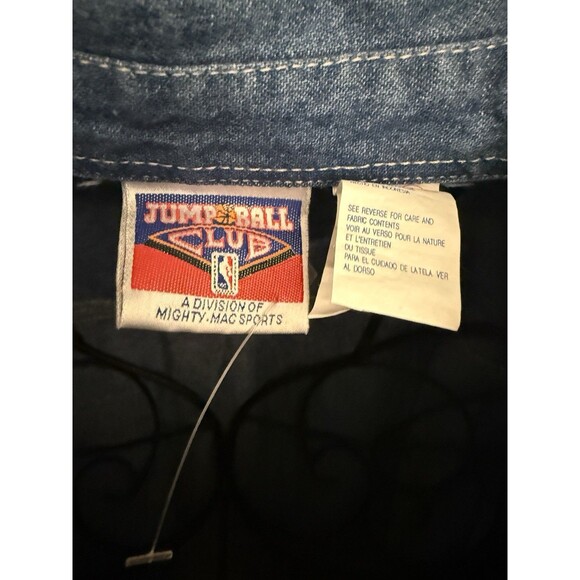 JUMP BALL
CLUB
A DIVISION OF
MIGHTY-MAC SPORTS
SEE REVERSE FOR CARE AND
FABRIC CONTENTS
VOIR AU VERSO POUR LA NATURE
ET L'ENTRETIEN
DU TISSUE
PARA EL CUIDADO DE LA TELA VER
AL DORSO